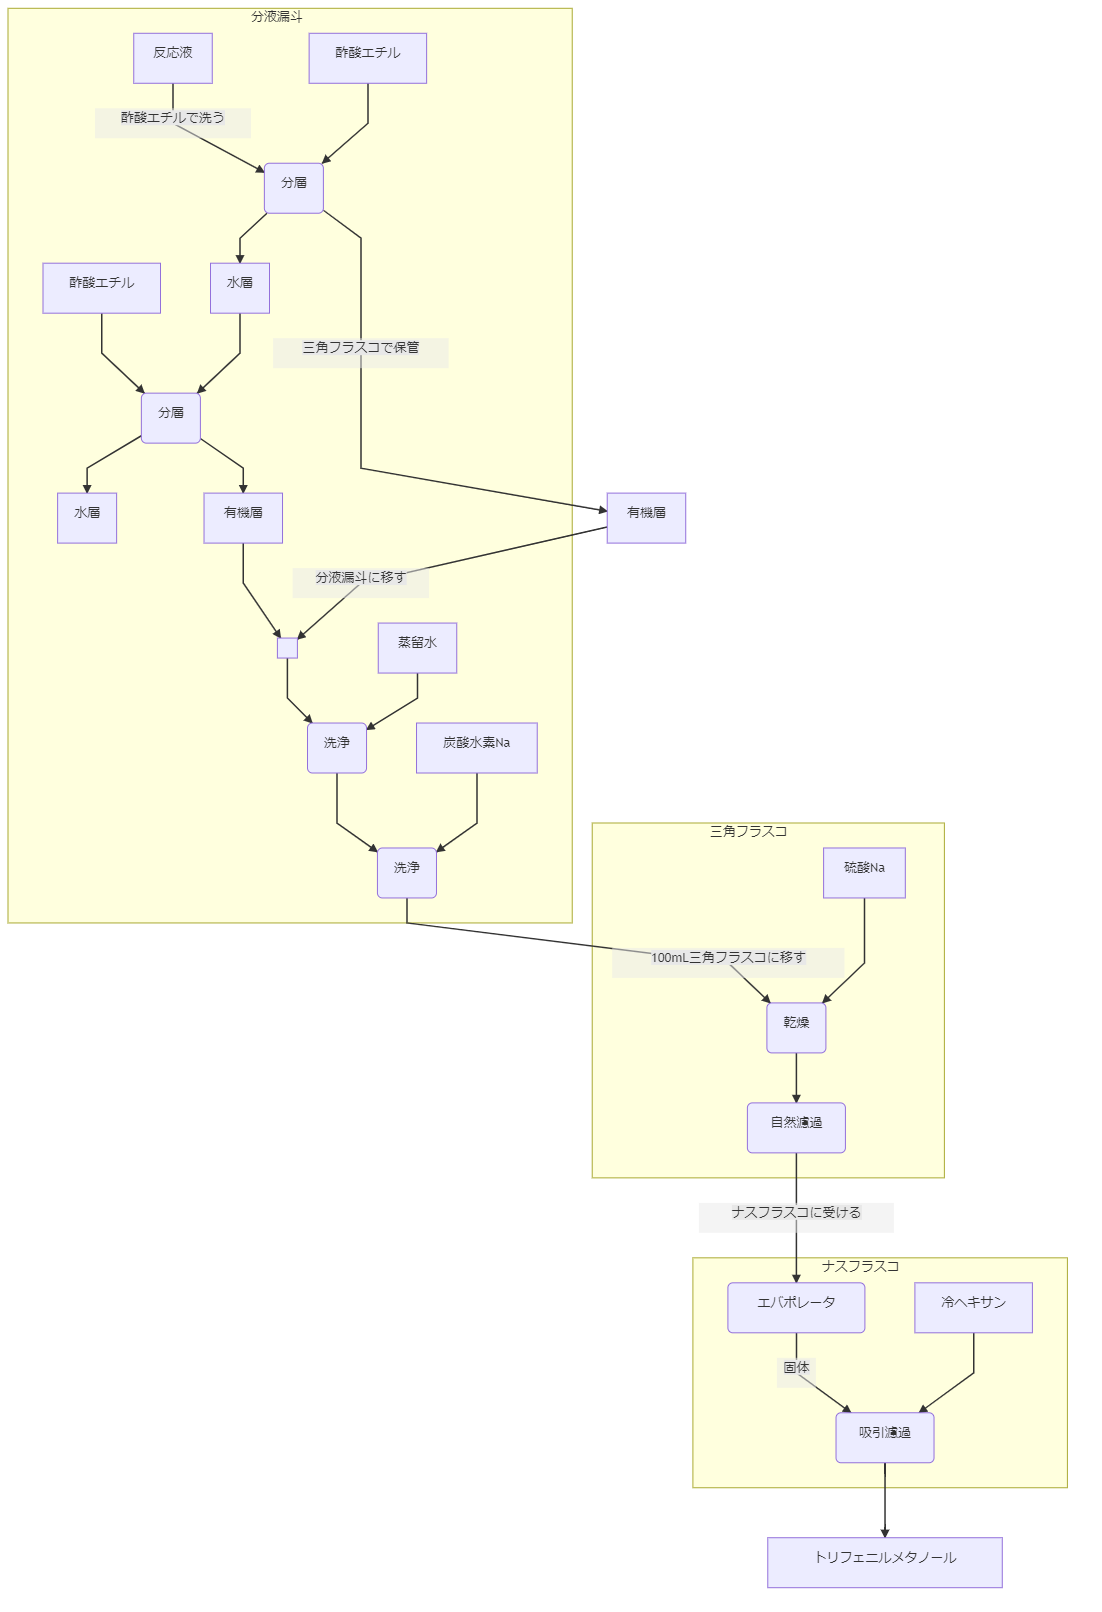 分液漏斗
反応液
酢酸エチル
酢酸エチルで洗う
分層
酢酸エチル
水層
三角フラスコで保管
分層
水層
有機層
有機層
分液漏斗に移す
蒸留水
洗浄
炭酸水素Na
洗浄
三角フラスコ
硫酸Na
100mL三角フラスコに移す
乾燥
自然濾過
ナスフラスコに受ける
ナスフラスコ
エバポレータ
冷ヘキサン
固体
吸引濾過
トリフェニルメタノール